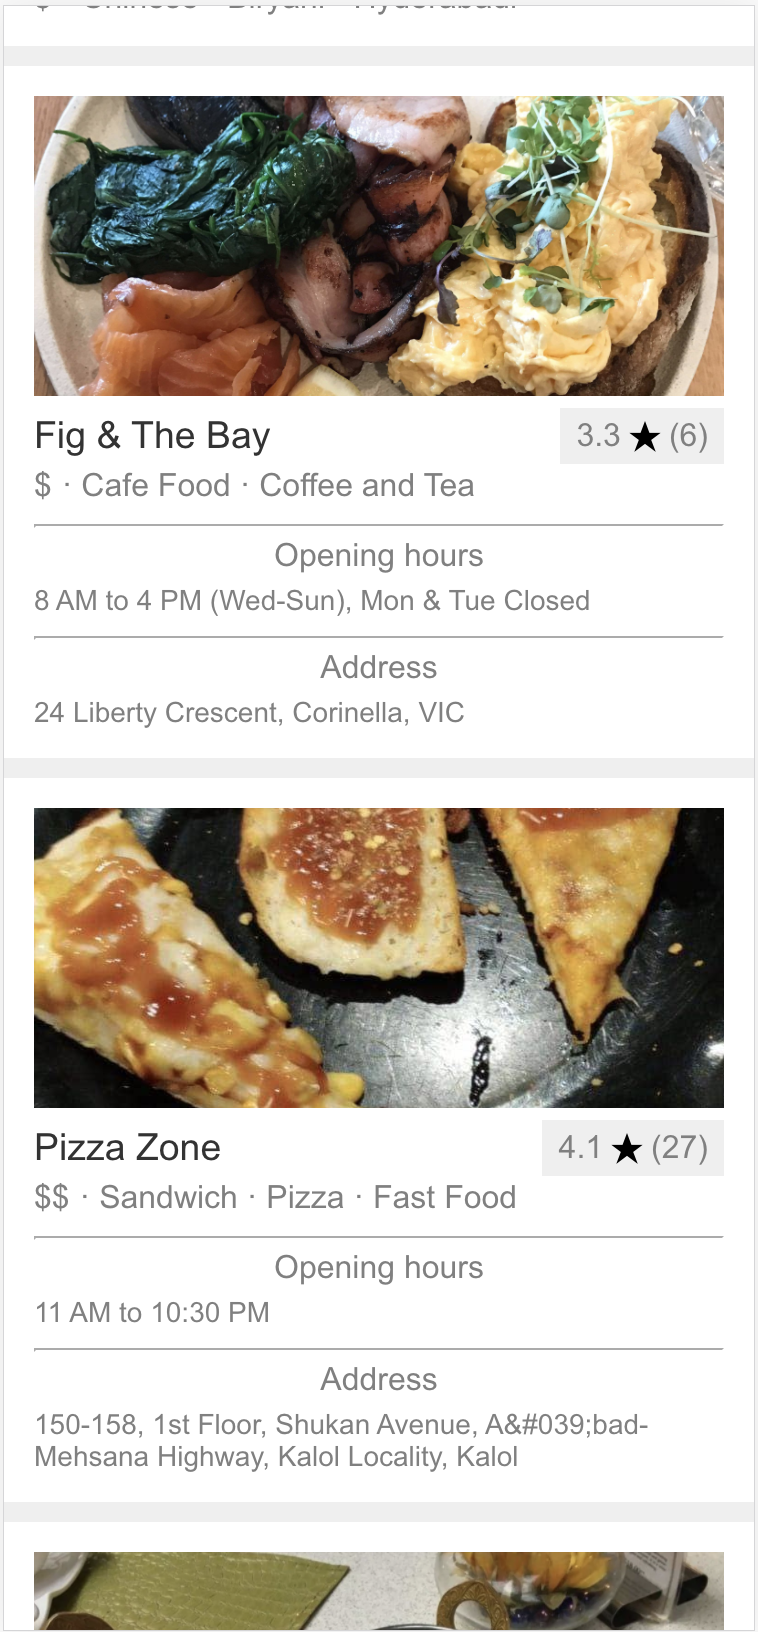 $ · Chinese · Biryani · Hyderabadi
Fig & The Bay
3.3 ★ (6)
$ · Cafe Food · Coffee and Tea
Opening hours
8 AM to 4 PM (Wed-Sun), Mon & Tue Closed
Address
24 Liberty Crescent, Corinella, VIC
Pizza Zone
4.1 ★ (27)
$$ · Sandwich · Pizza · Fast Food
Opening hours
11 AM to 10:30 PM
Address
150-158, 1st Floor, Shukan Avenue, A&#039;bad-
Mehsana Highway, Kalol Locality, Kalol